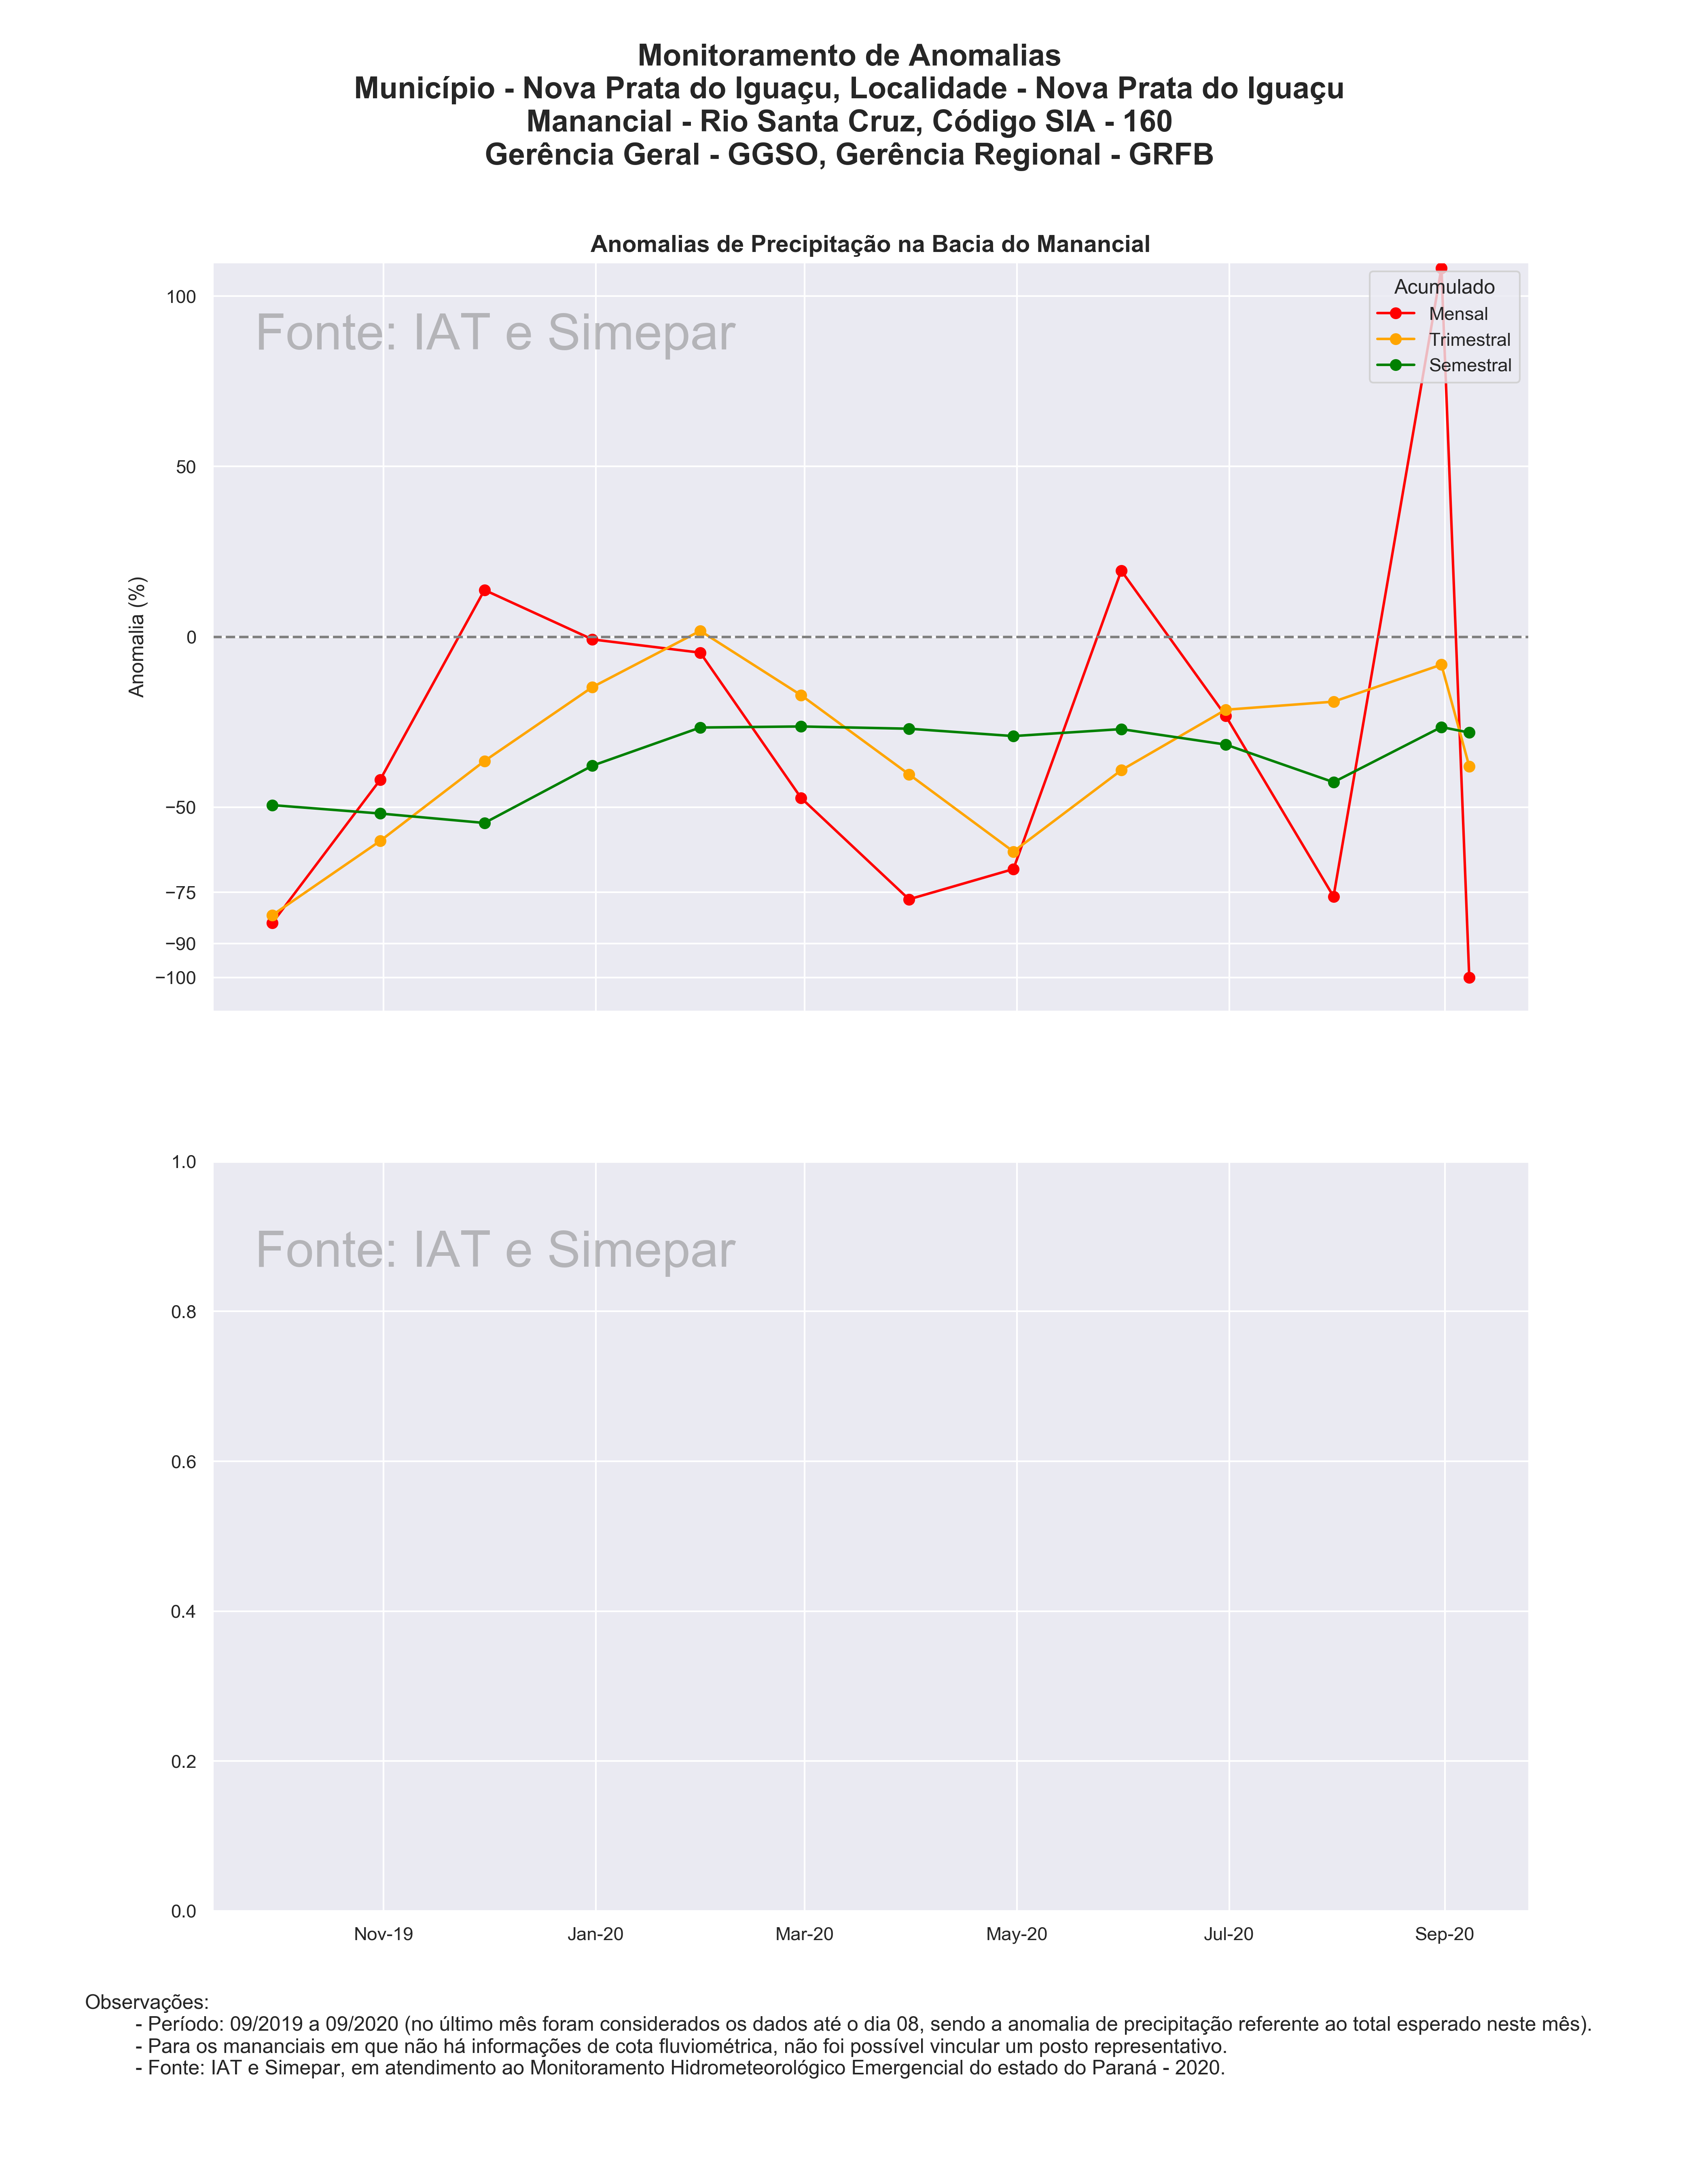 Monitoramento de Anomalias
Município - Nova Prata do Iguaçu, Localidade - Nova Prata do Iguaçu
Manancial - Rio Santa Cruz, Código SIA - 160
Gerência Geral - GGSO, Gerência Regional - GRFB
Anomalias de Precipitação na Bacia do Manancial
Fonte: IAT e Simepar
Acumulado
Mensal
Trimestral
Semestral
Anomalia (%)
100
50
0
−50
−75
−90
−100
Fonte: IAT e Simepar
1.0
0.8
0.6
0.4
0.2
0.0
Nov-19 Jan-20 Mar-20 May-20 Jul-20 Sep-20
Observações:
- Período: 09/2019 a 09/2020 (no último mês foram considerados os dados até o dia 08, sendo a anomalia de precipitação referente ao total esperado neste mês).
- Para os mananciais em que não há informações de cota fluviométrica, não foi possível vincular um posto representativo.
- Fonte: IAT e Simepar, em atendimento ao Monitoramento Hidrometeorológico Emergencial do estado do Paraná - 2020.